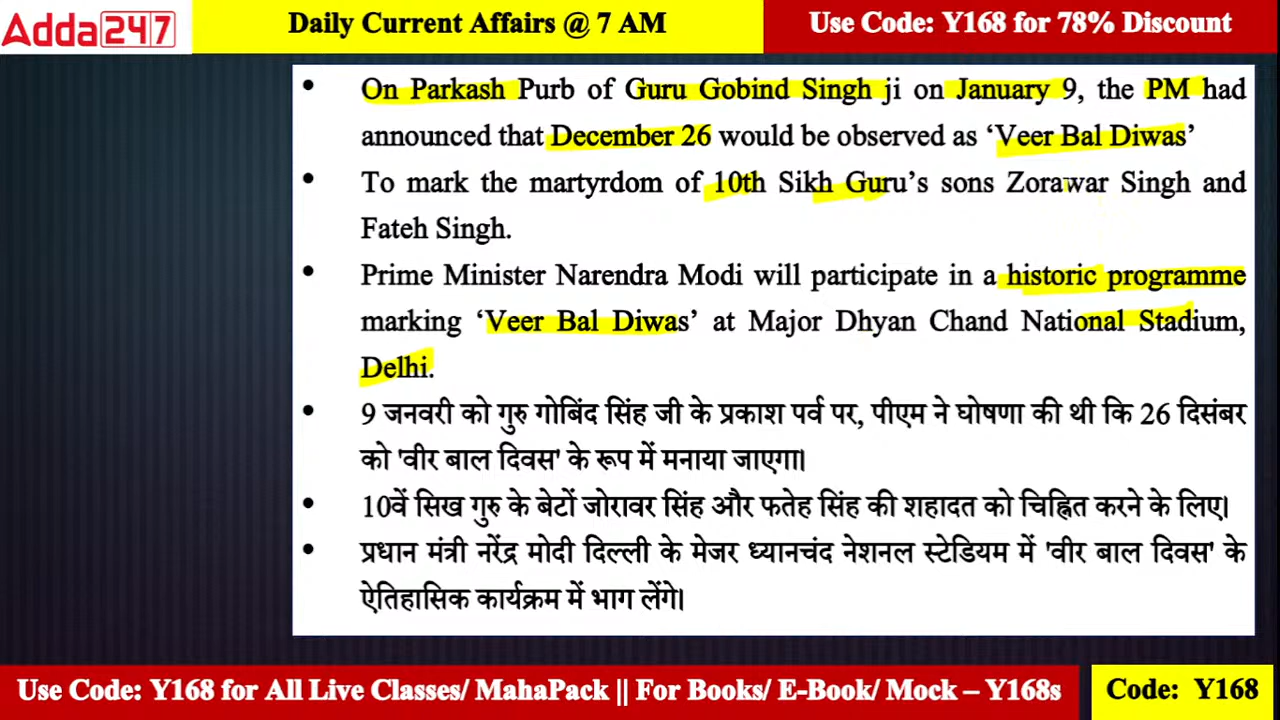 Adda247
Daily Current Affairs @ 7 AM
Use Code: Y168 for 78% Discount
• On Parkash Purb of Guru Gobind Singh ji on January 9, the PM had
announced that December 26 would be observed as ‘Veer Bal Diwas’
• To mark the martyrdom of 10th Sikh Guru’s sons Zorawar Singh and
Fateh Singh.
• Prime Minister Narendra Modi will participate in a historic programme
marking ‘Veer Bal Diwas’ at Major Dhyan Chand National Stadium,
Delhi.
• 9 जनवरी को गुरु गोबिंद सिंह जी के प्रकाश पर्व पर, पीएम ने घोषणा की थी कि 26 दिसंबर
को 'वीर बाल दिवस' के रूप में मनाया जाएगा।
• 10वें सिख गुरु के बेटों जोरावर सिंह और फतेह सिंह की शहादत को चिह्नित करने के लिए।
• प्रधान मंत्री नरेंद्र मोदी दिल्ली के मेजर ध्यानचंद नेशनल स्टेडियम में 'वीर बाल दिवस' के
ऐतिहासिक कार्यक्रम में भाग लेंगे।
Use Code: Y168 for All Live Classes/ MahaPack || For Books/ E-Book/ Mock – Y168s
Code: Y168